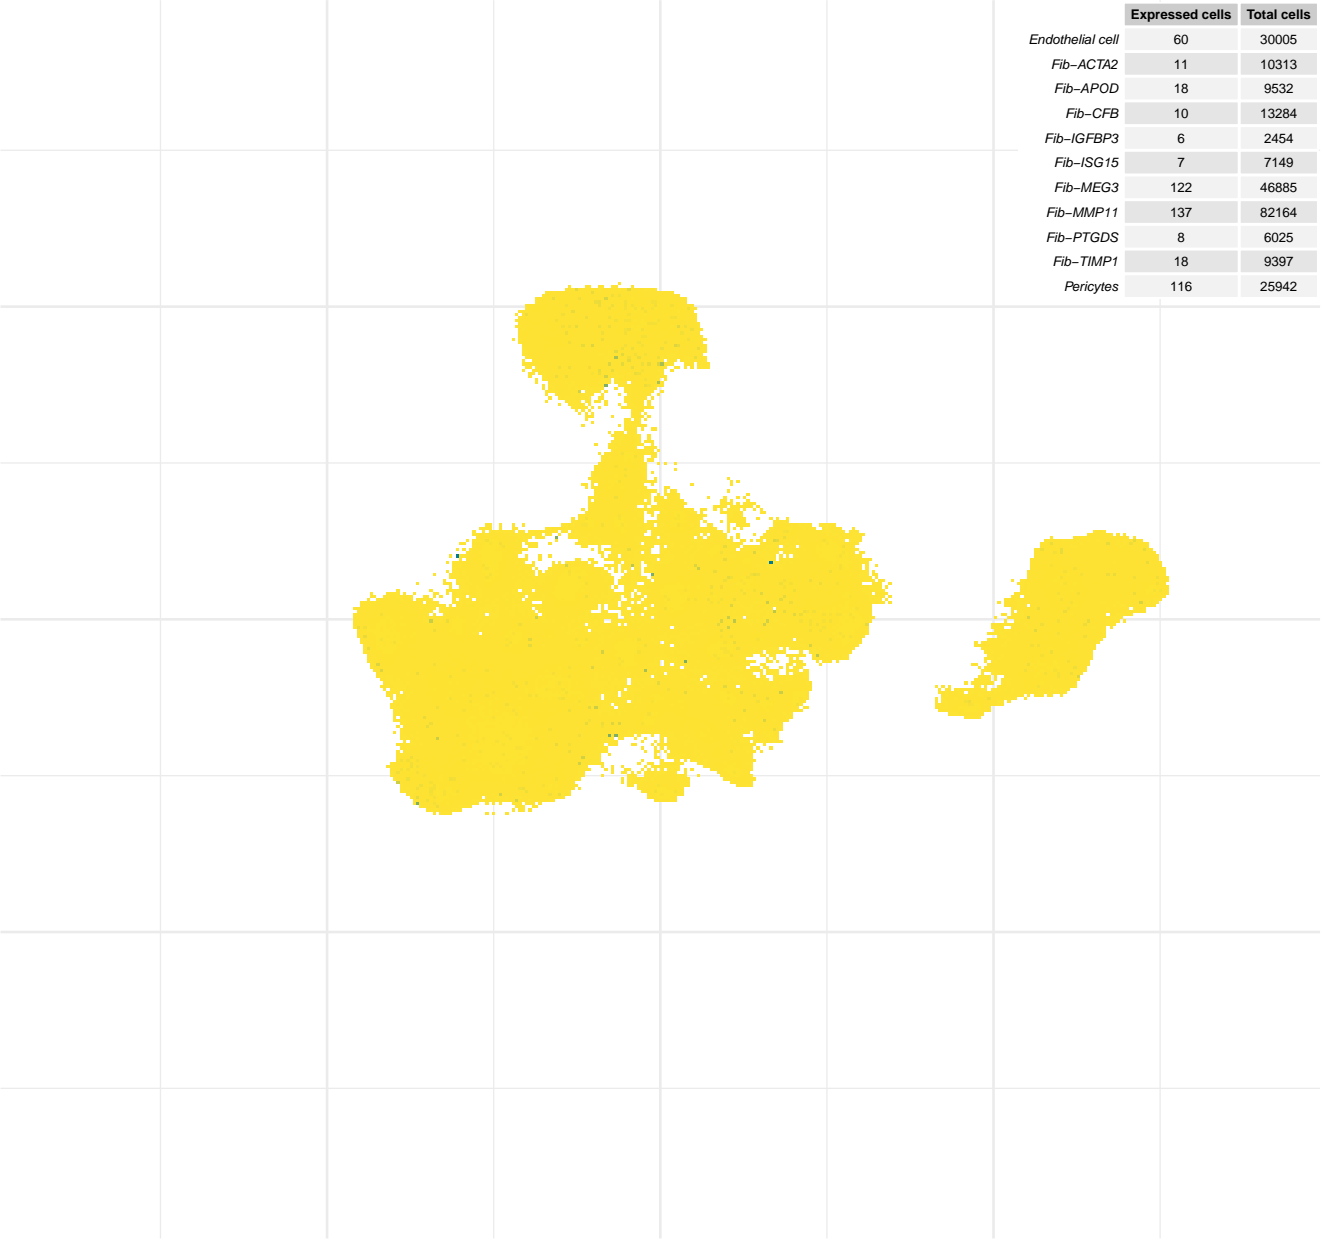 Expressed cells Total cells
Endothelial cell 60 30005
Fib−ACTA2 11 10313
Fib−APOD 18 9532
Fib−CFB 10 13284
Fib−IGFBP3 6 2454
Fib−ISG15 7 7149
Fib−MEG3 122 46885
Fib−MMP11 137 82164
Fib−PTGDS 8 6025
Fib−TIMP1 18 9397
Pericytes 116 25942